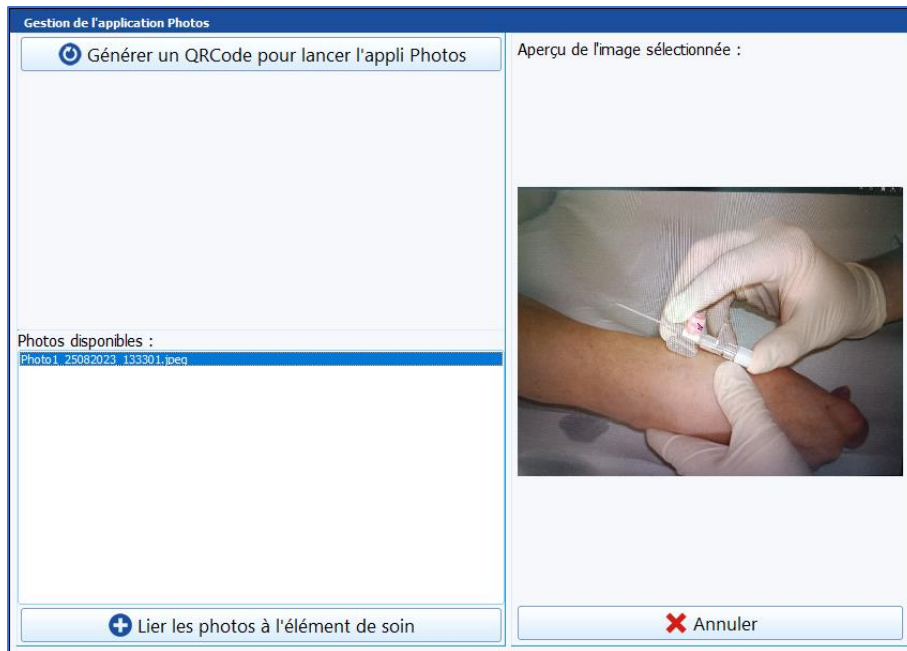 Gestion de l'application Photos
Générer un QRCode pour lancer l'appli Photos
Aperçu de l'image sélectionnée :
Photos disponibles :
Photo1_25082023_133301.jpeg
Lier les photos à l'élément de soin
Annuler